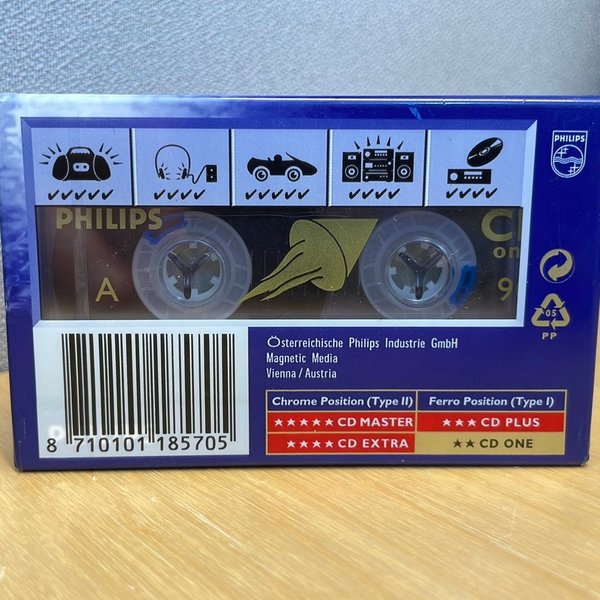 PHILIPS
PHILIPS
C
on
A
9
05
PP
Österreichische Philips Industrie GmbH
Magnetic Media
Vienna / Austria
8 710101 185705
Chrome Position (Type II) Ferro Position (Type I)
★★★★★ CD MASTER ★★★ CD PLUS
★★★★ CD EXTRA ★★ CD ONE